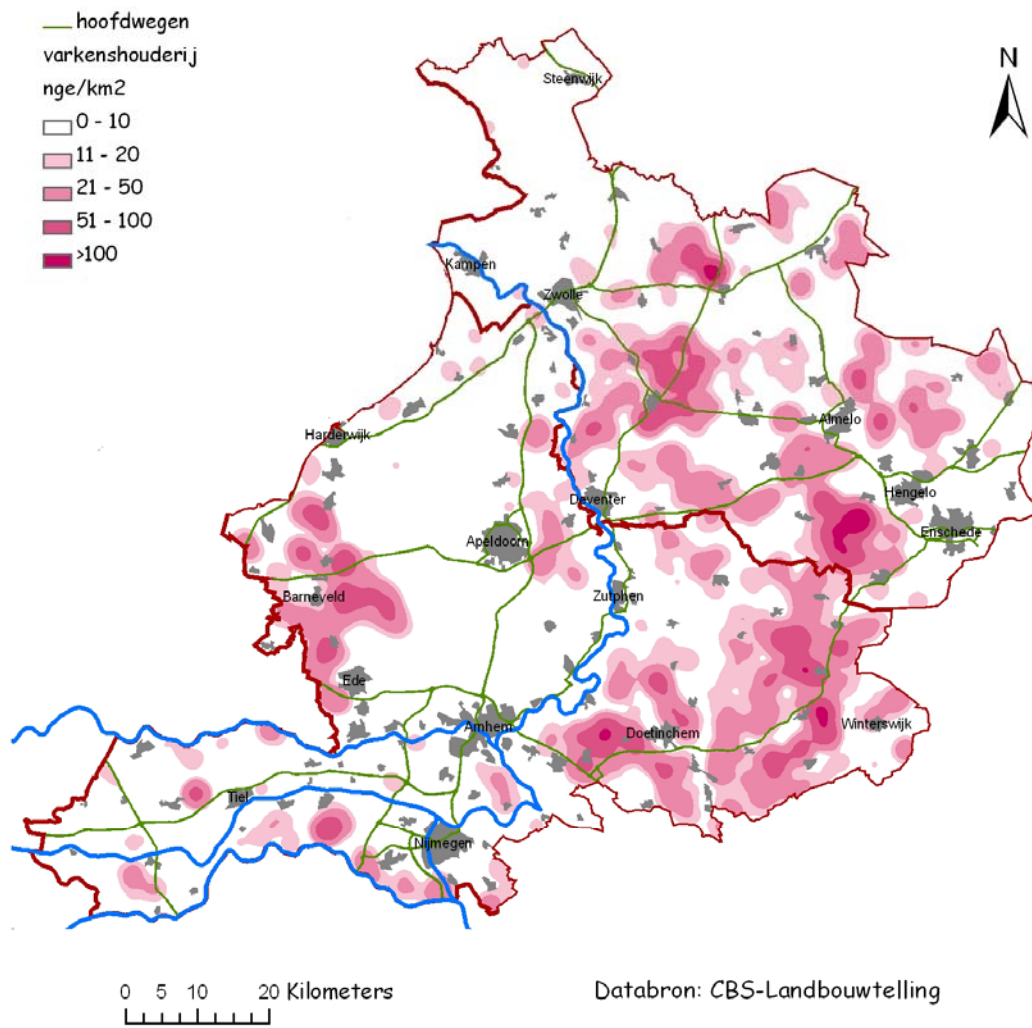 hoofdwegen
varkenshouderij
nge/km2
0 - 10
11 - 20
21 - 50
51 - 100
>100
N
Steenwijk
Kampen
Zwolle
Harderwijk
Almelo
Hengelo
Deventer
Enschede
Apeldoorn
Barneveld
Zutphen
Ede
Arnhem
Doetinchem
Winterswijk
Tiel
Nijmegen
0 5 10 20 Kilometers
Databron: CBS-Landbouwtelling